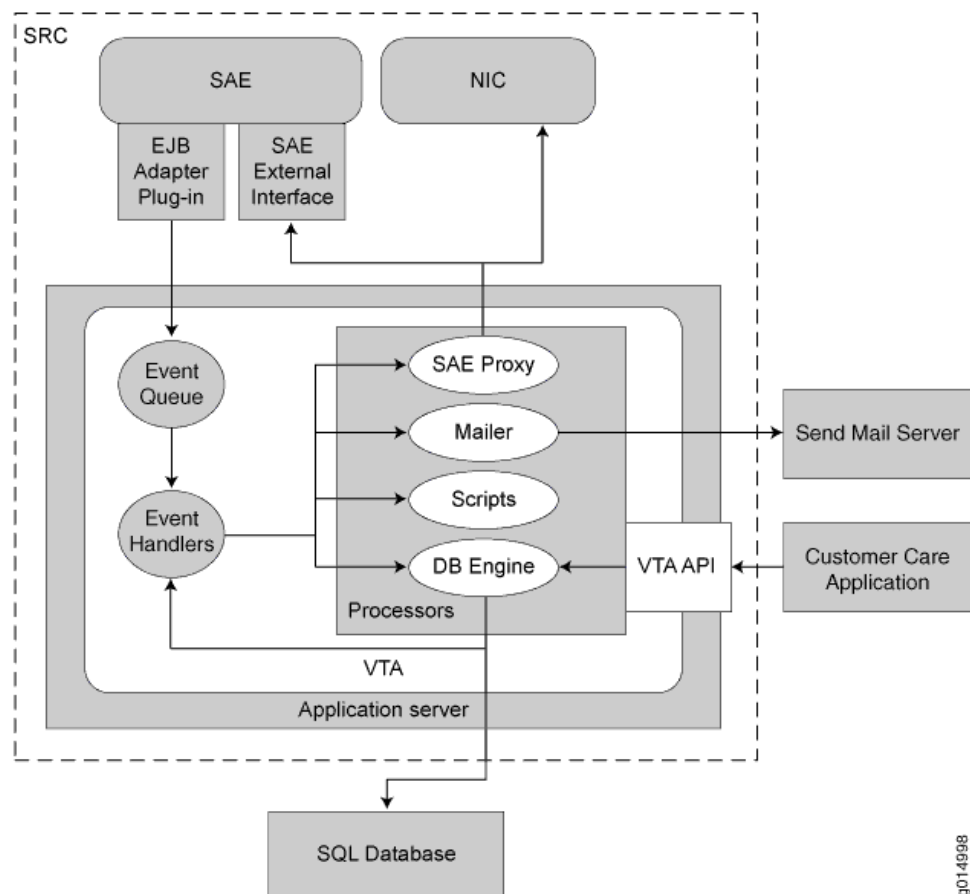 SRC
SAE
NIC
EJB
Adapter
Plug-in
SAE
External
Interface
Event
Queue
SAE Proxy
Mailer
Send Mail Server
Scripts
Event
Handlers
DB Engine
VTA API
Customer Care
Application
Processors
VTA
Application server
SQL Database
g014998